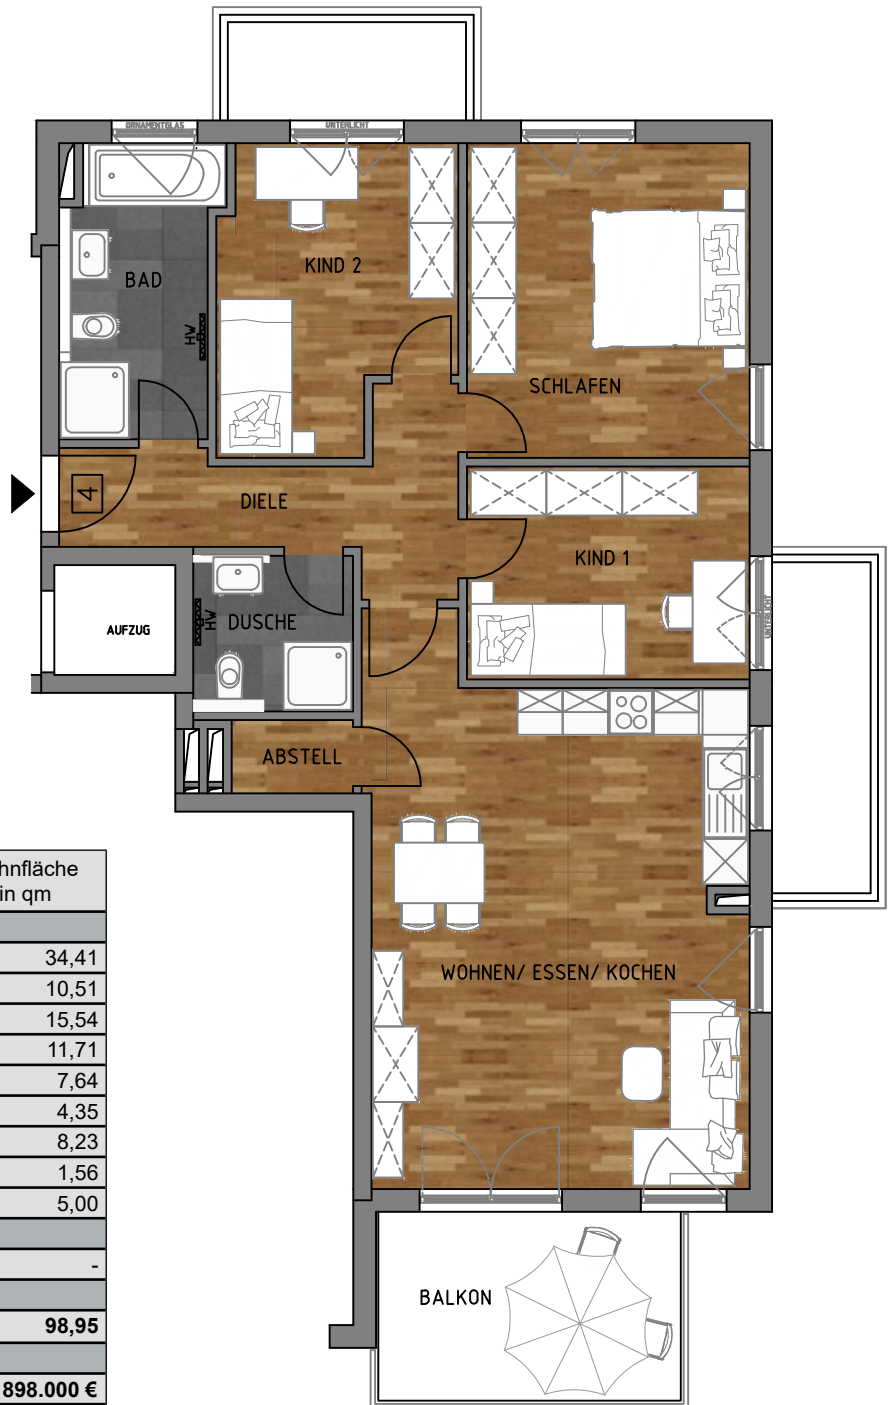 ORNAMENTGLAS
UNTERLICHT
BAD
KIND 2
HW
SCHLAFEN
4
DIELE
KIND 1
UNTERLICHT
AUFZUG
HW
DUSCHE
ABSTELL
WOHNEN/ ESSEN/ KOCHEN
BALKON
hnfläche
in qm
34,41
10,51
15,54
11,71
7,64
4,35
8,23
1,56
5,00
-
98,95
898.000 €